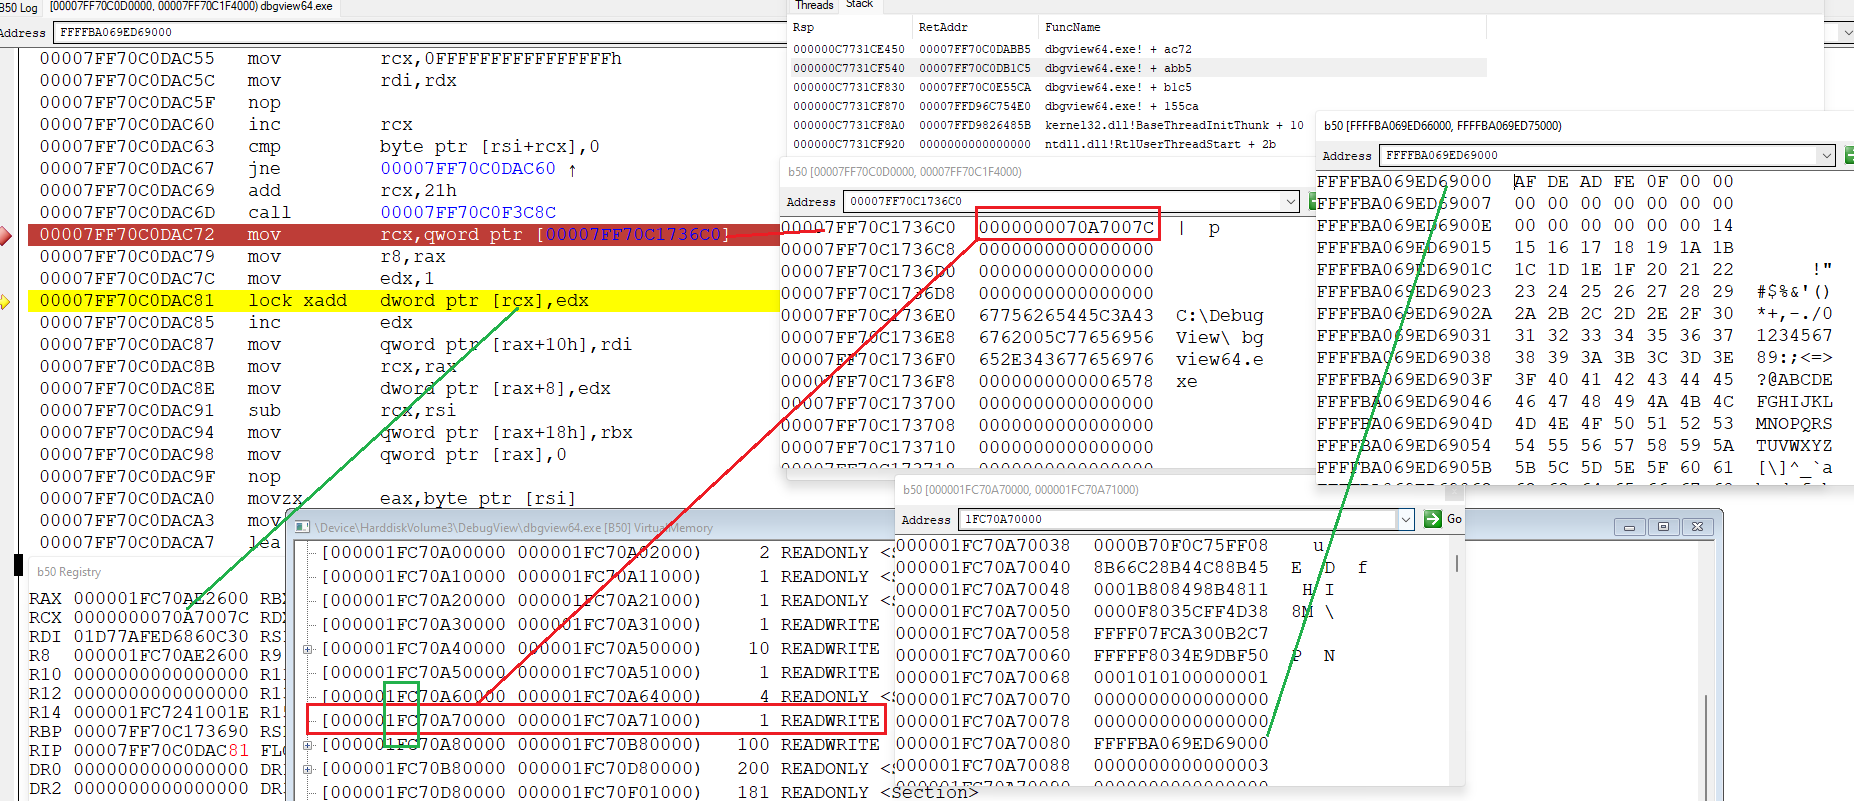 B50 Log
[00007FF70C0D0000, 00007FF70C1F4000) dbgview64.exe
Address FFFFBA069ED69000
00007FF70C0DAC55 mov rcx,0FFFFFFFFFFFFFFFFh
00007FF70C0DAC5C mov rdi,rdx
00007FF70C0DAC5F nop
00007FF70C0DAC60 inc rcx
00007FF70C0DAC63 cmp byte ptr [rsi+rcx],0
00007FF70C0DAC67 jne 00007FF70C0DAC60 ↑
00007FF70C0DAC69 add rcx,21h
00007FF70C0DAC6D call 00007FF70C0F3C8C
00007FF70C0DAC72 mov rcx,qword ptr [00007FF70C1736C0]
00007FF70C0DAC79 mov r8,rax
00007FF70C0DAC7C mov edx,1
00007FF70C0DAC81 lock xadd dword ptr [rcx],edx
00007FF70C0DAC85 inc edx
00007FF70C0DAC87 mov qword ptr [rax+10h],rdi
00007FF70C0DAC8B mov rcx,rax
00007FF70C0DAC8E mov dword ptr [rax+8],edx
00007FF70C0DAC91 sub rcx,rsi
00007FF70C0DAC94 mov qword ptr [rax+18h],rbx
00007FF70C0DAC98 mov qword ptr [rax],0
00007FF70C0DAC9F nop
00007FF70C0DACA0 movzx eax,byte ptr [rsi]
00007FF70C0DACA3 mov
00007FF70C0DACA7 lea
Threads Stack
Rsp RetAddr FuncName
000000C7731CE450 00007FF70C0DABB5 dbgview64.exe! + ac72
000000C7731CF540 00007FF70C0DB1C5 dbgview64.exe! + abb5
000000C7731CF830 00007FF70C0E55CA dbgview64.exe! + b1c5
000000C7731CF870 00007FFD96C754E0 dbgview64.exe! + 155ca
000000C7731CF8A0 00007FFD9826485B kernel32.dll!BaseThreadInitThunk + 10
000000C7731CF920 0000000000000000 ntdll.dll!RtlUserThreadStart + 2b
b50 [00007FF70C0D0000, 00007FF70C1F4000)
Address 00007FF70C1736C0
00007FF70C1736C0 0000000070A7007C | p
00007FF70C1736C8 0000000000000000
00007FF70C1736D0 0000000000000000
00007FF70C1736D8 0000000000000000
00007FF70C1736E0 67756265445C3A43 C:\Debug
00007FF70C1736E8 6762005C77656956 View\ bg
00007FF70C1736F0 652E343677656976 view64.e
00007FF70C1736F8 0000000000006578 xe
00007FF70C173700 0000000000000000
00007FF70C173708 0000000000000000
00007FF70C173710 0000000000000000
00007FF70C173718 0000000000000000
b50 [FFFFBA069ED66000, FFFFBA069ED75000)
Address FFFFBA069ED69000
FFFFBA069ED69000 AF DE AD FE 0F 00 00
FFFFBA069ED69007 00 00 00 00 00 00 00
FFFFBA069ED6900E 00 00 00 00 00 00 14
FFFFBA069ED69015 15 16 17 18 19 1A 1B
FFFFBA069ED6901C 1C 1D 1E 1F 20 21 22 !"
FFFFBA069ED69023 23 24 25 26 27 28 29 #$%&'()
FFFFBA069ED6902A 2A 2B 2C 2D 2E 2F 30 *+,-./0
FFFFBA069ED69031 31 32 33 34 35 36 37 1234567
FFFFBA069ED69038 38 39 3A 3B 3C 3D 3E 89:;<=>
FFFFBA069ED6903F 3F 40 41 42 43 44 45 ?@ABCDE
FFFFBA069ED69046 46 47 48 49 4A 4B 4C FGHIJKL
FFFFBA069ED6904D 4D 4E 4F 50 51 52 53 MNOPQRS
FFFFBA069ED69054 54 55 56 57 58 59 5A TUVWXYZ
FFFFBA069ED6905B 5B 5C 5D 5E 5F 60 61 [\]^_`a
b50 [000001FC70A70000, 000001FC70A71000)
Address 1FC70A70000 Go
000001FC70A70038 0000B70F0C75FF08 u
000001FC70A70040 8B66C28B44C88B45 E D f
000001FC70A70048 0001B808498B4811 H I
000001FC70A70050 0000F8035CFF4D38 8M \
000001FC70A70058 FFFF07FCA300B2C7
000001FC70A70060 FFFFF8034E9DBF50 P N
000001FC70A70068 0001010100000001
000001FC70A70070 0000000000000000
000001FC70A70078 0000000000000000
000001FC70A70080 FFFFBA069ED69000
000001FC70A70088 0000000000000003
\Device\HarddiskVolume3\DebugView\dbgview64.exe [B50] VirtualMemory
[000001FC70A00000 000001FC70A02000) 2 READONLY <S
[000001FC70A10000 000001FC70A11000) 1 READONLY <S
[000001FC70A20000 000001FC70A21000) 1 READONLY <S
[000001FC70A30000 000001FC70A31000) 1 READWRITE
[000001FC70A40000 000001FC70A50000) 10 READWRITE
[000001FC70A50000 000001FC70A51000) 1 READWRITE
[000001FC70A60000 000001FC70A64000) 4 READONLY <S
[000001FC70A70000 000001FC70A71000) 1 READWRITE
[000001FC70A80000 000001FC70B80000) 100 READWRITE
[000001FC70B80000 000001FC70D80000) 200 READONLY <S
[000001FC70D80000 000001FC70F01000) 181 READONLY <Section>
b50 Registry
RAX 000001FC70AE2600 RBX
RCX 0000000070A7007C RDX
RDI 01D77AFED6860C30 RSI
R8 000001FC70AE2600 R9
R10 0000000000000000 R11
R12 0000000000000000 R13
R14 000001FC7241001E R15
RBP 00007FF70C173690 RS
RIP 00007FF70C0DAC81 FL
DR0 0000000000000000 DR
DR2 0000000000000000 DR